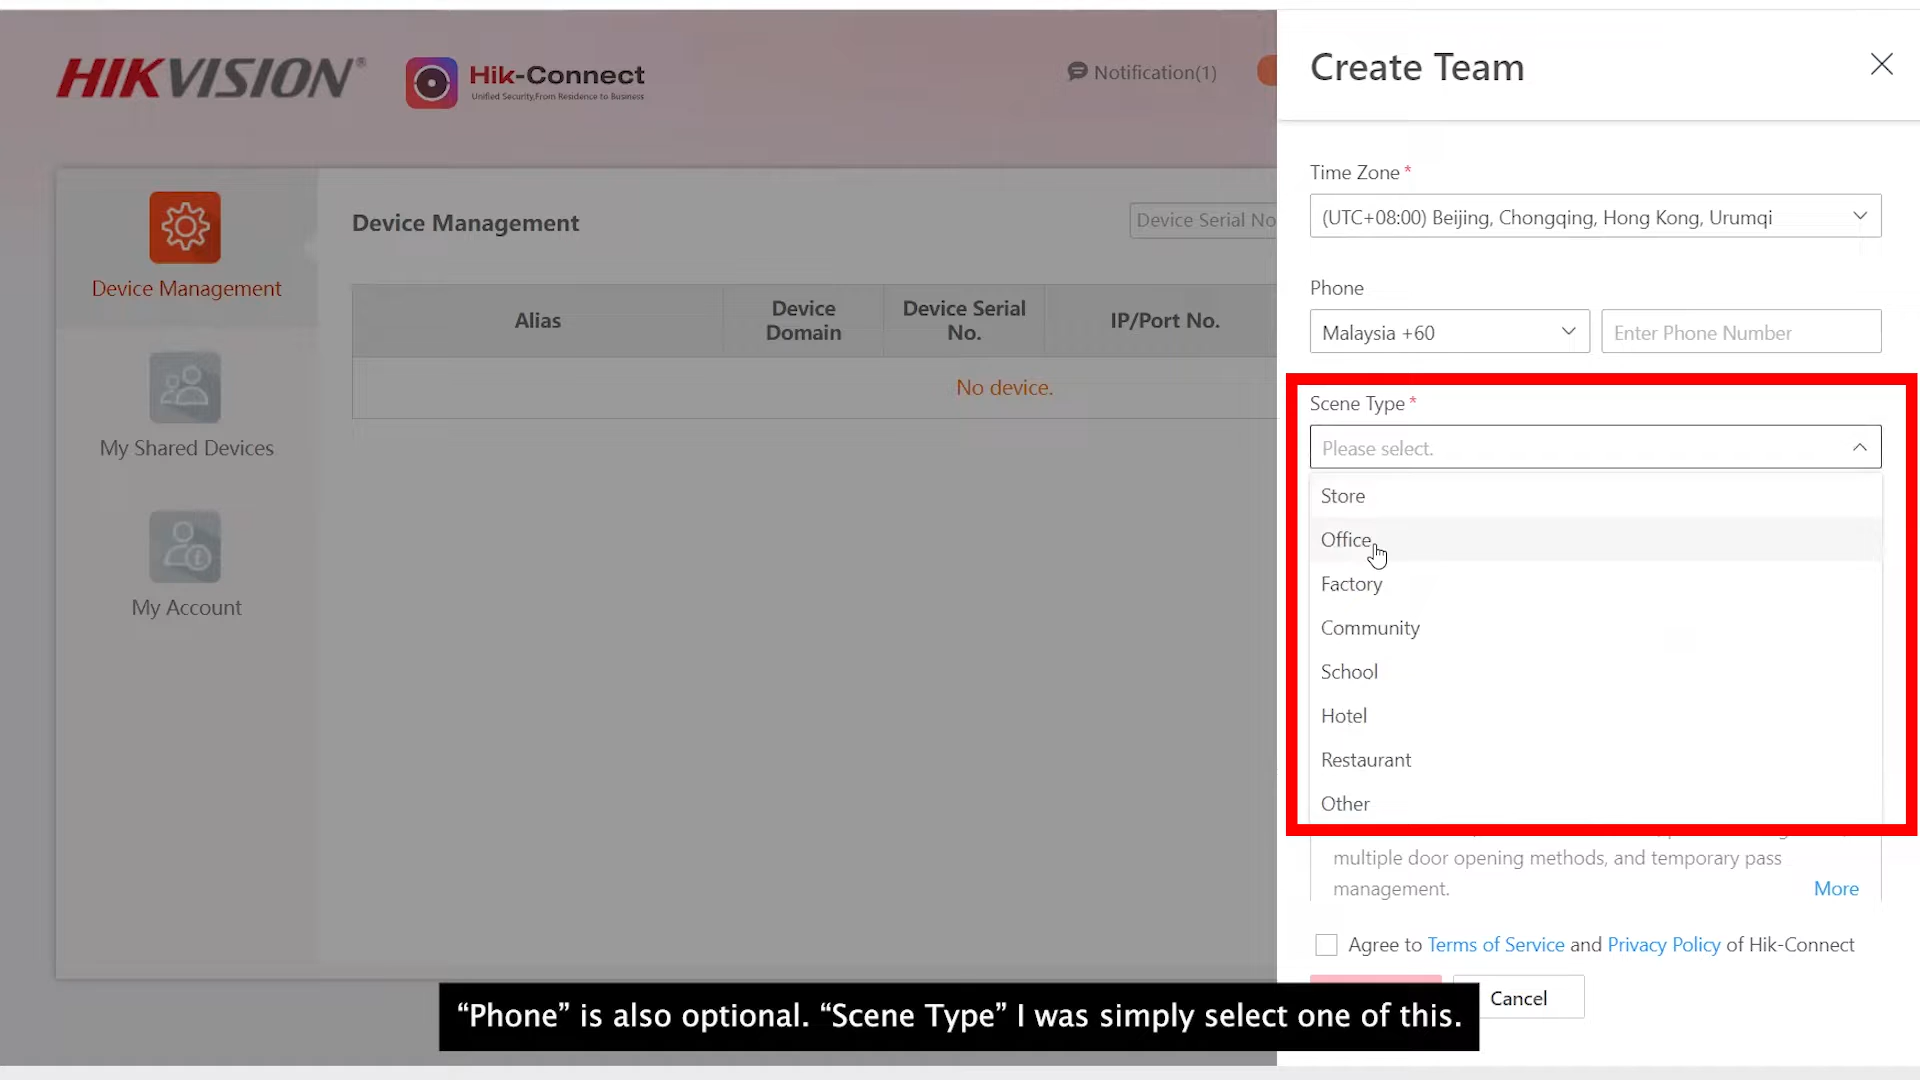 HIKVISION®
Hik-Connect
Unified Security,From Residence to Business
Notification(1)
Create Team
Time Zone *
(UTC+08:00) Beijing, Chongqing, Hong Kong, Urumqi
Phone
Malaysia +60
Enter Phone Number
Scene Type *
Please select.
Store
Office
Factory
Community
School
Hotel
Restaurant
Other
multiple door opening methods, and temporary pass
management.
More
Agree to Terms of Service and Privacy Policy of Hik-Connect
Cancel
Device Management
My Shared Devices
My Account
Device Management
Device Serial No
Alias
Device
Domain
Device Serial
No.
IP/Port No.
No device.
“Phone” is also optional. “Scene Type” I was simply select one of this.